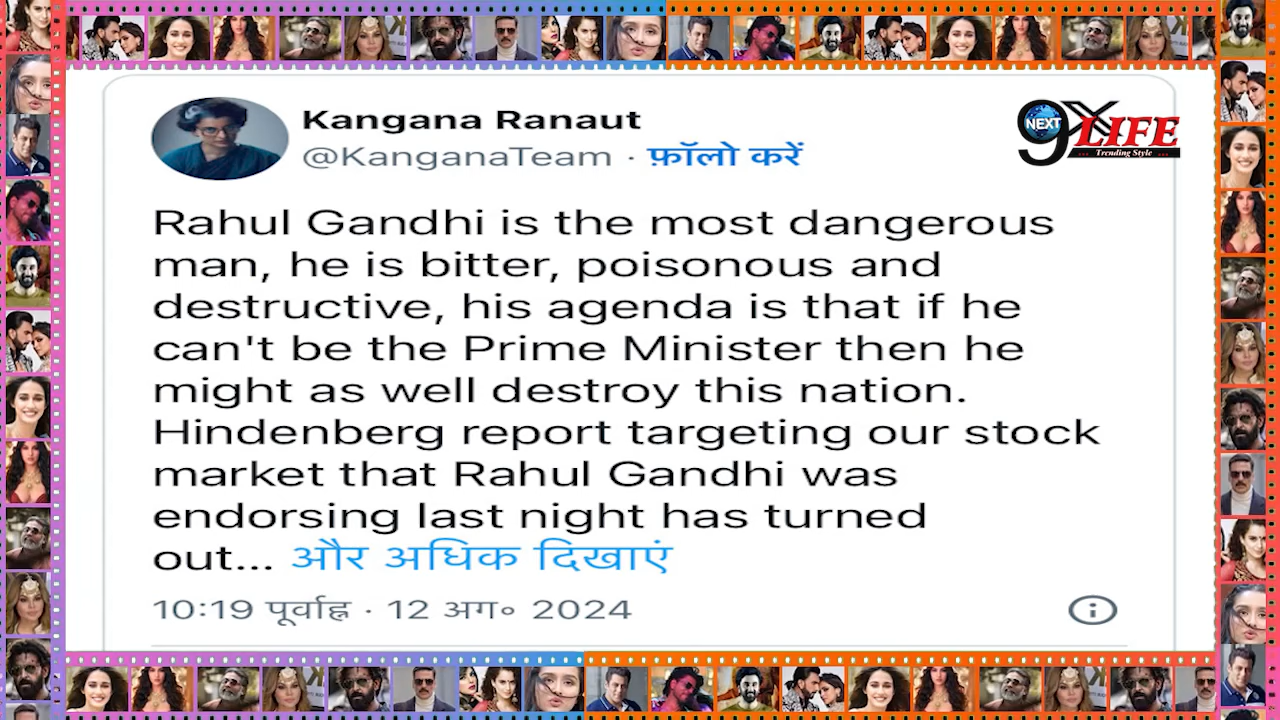 Kangana Ranaut
@KanganaTeam · फ़ॉलो करें
9X NEXT LIFE
... Trending Style ...
Rahul Gandhi is the most dangerous
man, he is bitter, poisonous and
destructive, his agenda is that if he
can't be the Prime Minister then he
might as well destroy this nation.
Hindenberg report targeting our stock
market that Rahul Gandhi was
endorsing last night has turned
out... और अधिक दिखाएं
10:19 पूर्वाह्न · 12 अग॰ 2024